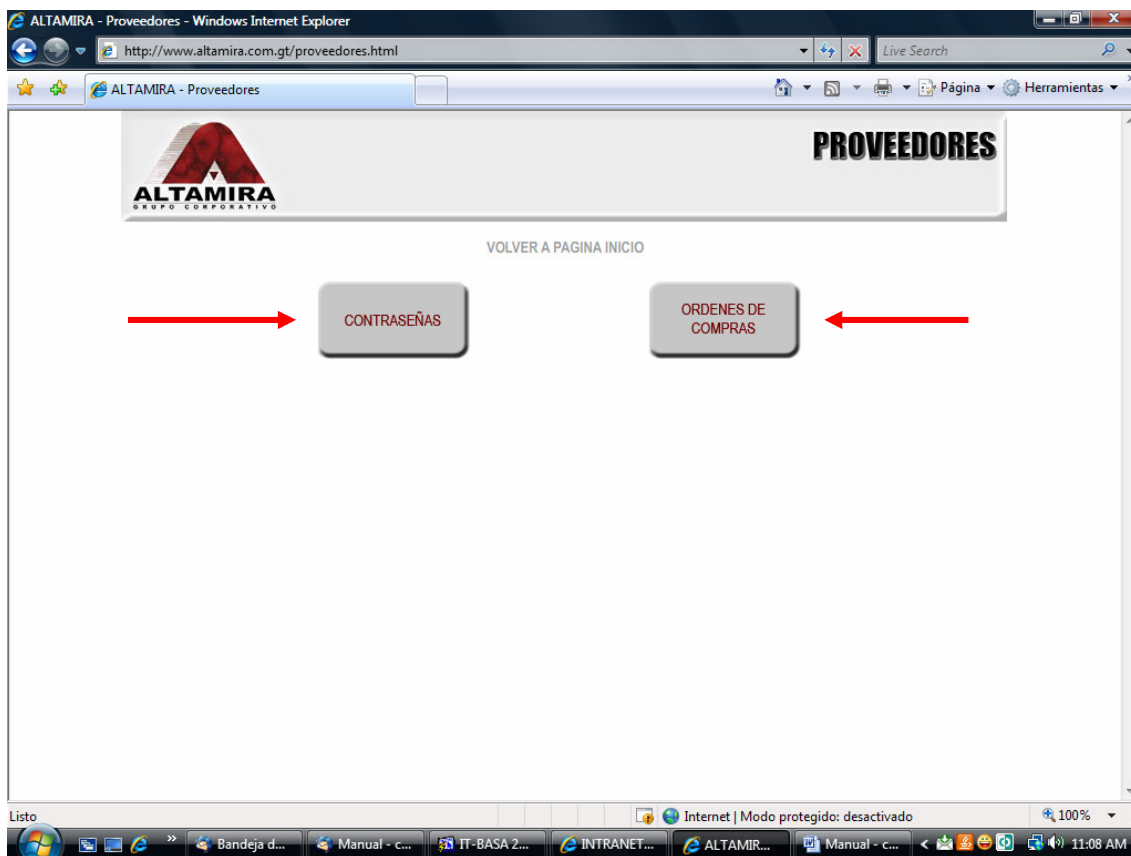 ALTAMIRA - Proveedores - Windows Internet Explorer
http://www.altamira.com.gt/proveedores.html
Live Search
ALTAMIRA - Proveedores
Página
Herramientas
ALTAMIRA
GRUPO CORPORATIVO
PROVEEDORES
VOLVER A PAGINA INICIO
CONTRASEÑAS
ORDENES DE
COMPRAS
Listo
Internet | Modo protegido: desactivado
100%
Bandeja d...
Manual - c...
IT-BASA 2...
INTRANET...
ALTAMIR...
Manual - c...
11:08 AM